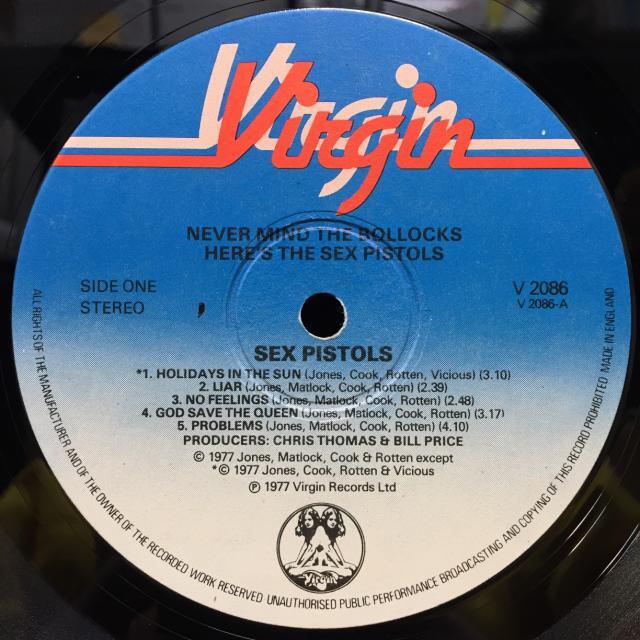 Virgin
NEVER MIND THE BOLLOCKS
HERE'S THE SEX PISTOLS
SIDE ONE
STEREO
V 2086
V 2086-A
SEX PISTOLS
*1. HOLIDAYS IN THE SUN (Jones, Cook, Rotten, Vicious) (3.10)
2. LIAR (Jones, Matlock, Cook, Rotten) (2.39)
3. NO FEELINGS (Jones, Matlock, Cook, Rotten) (2.48)
4. GOD SAVE THE QUEEN (Jones, Matlock, Cook, Rotten) (3.17)
5. PROBLEMS (Jones, Matlock, Cook, Rotten) (4.10)
PRODUCERS: CHRIS THOMAS & BILL PRICE
© 1977 Jones, Matlock, Cook & Rotten except
*© 1977 Jones, Cook, Rotten & Vicious
℗ 1977 Virgin Records Ltd
VIRGIN
ALL RIGHTS OF THE MANUFACTURER AND OF THE OWNER OF THE RECORDED WORK RESERVED UNAUTHORISED PUBLIC PERFORMANCE BROADCASTING AND COPYING OF THIS RECORD PROHIBITED MADE IN ENGLAND